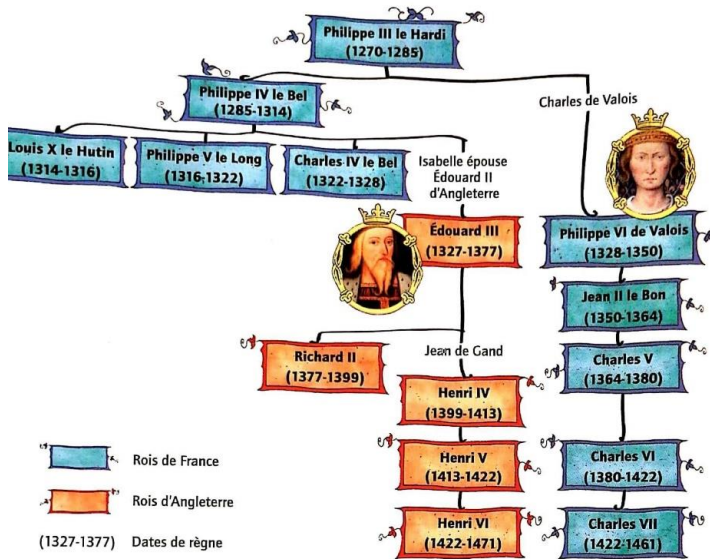 Philippe III le Hardi
(1270-1285)
Philippe IV le Bel
(1285-1314)
Charles de Valois
Louis X le Hutin
(1314-1316)
Philippe V le Long
(1316-1322)
Charles IV le Bel
(1322-1328)
Isabelle épouse
Édouard II
d'Angleterre
Édouard III
(1327-1377)
Philippe VI de Valois
(1328-1350)
Jean II le Bon
(1350-1364)
Richard II
(1377-1399)
Jean de Gand
Charles V
(1364-1380)
Henri IV
(1399-1413)
Henri V
(1413-1422)
Charles VI
(1380-1422)
Henri VI
(1422-1471)
Charles VII
(1422-1461)
Rois de France
Rois d'Angleterre
(1327-1377) Dates de règne